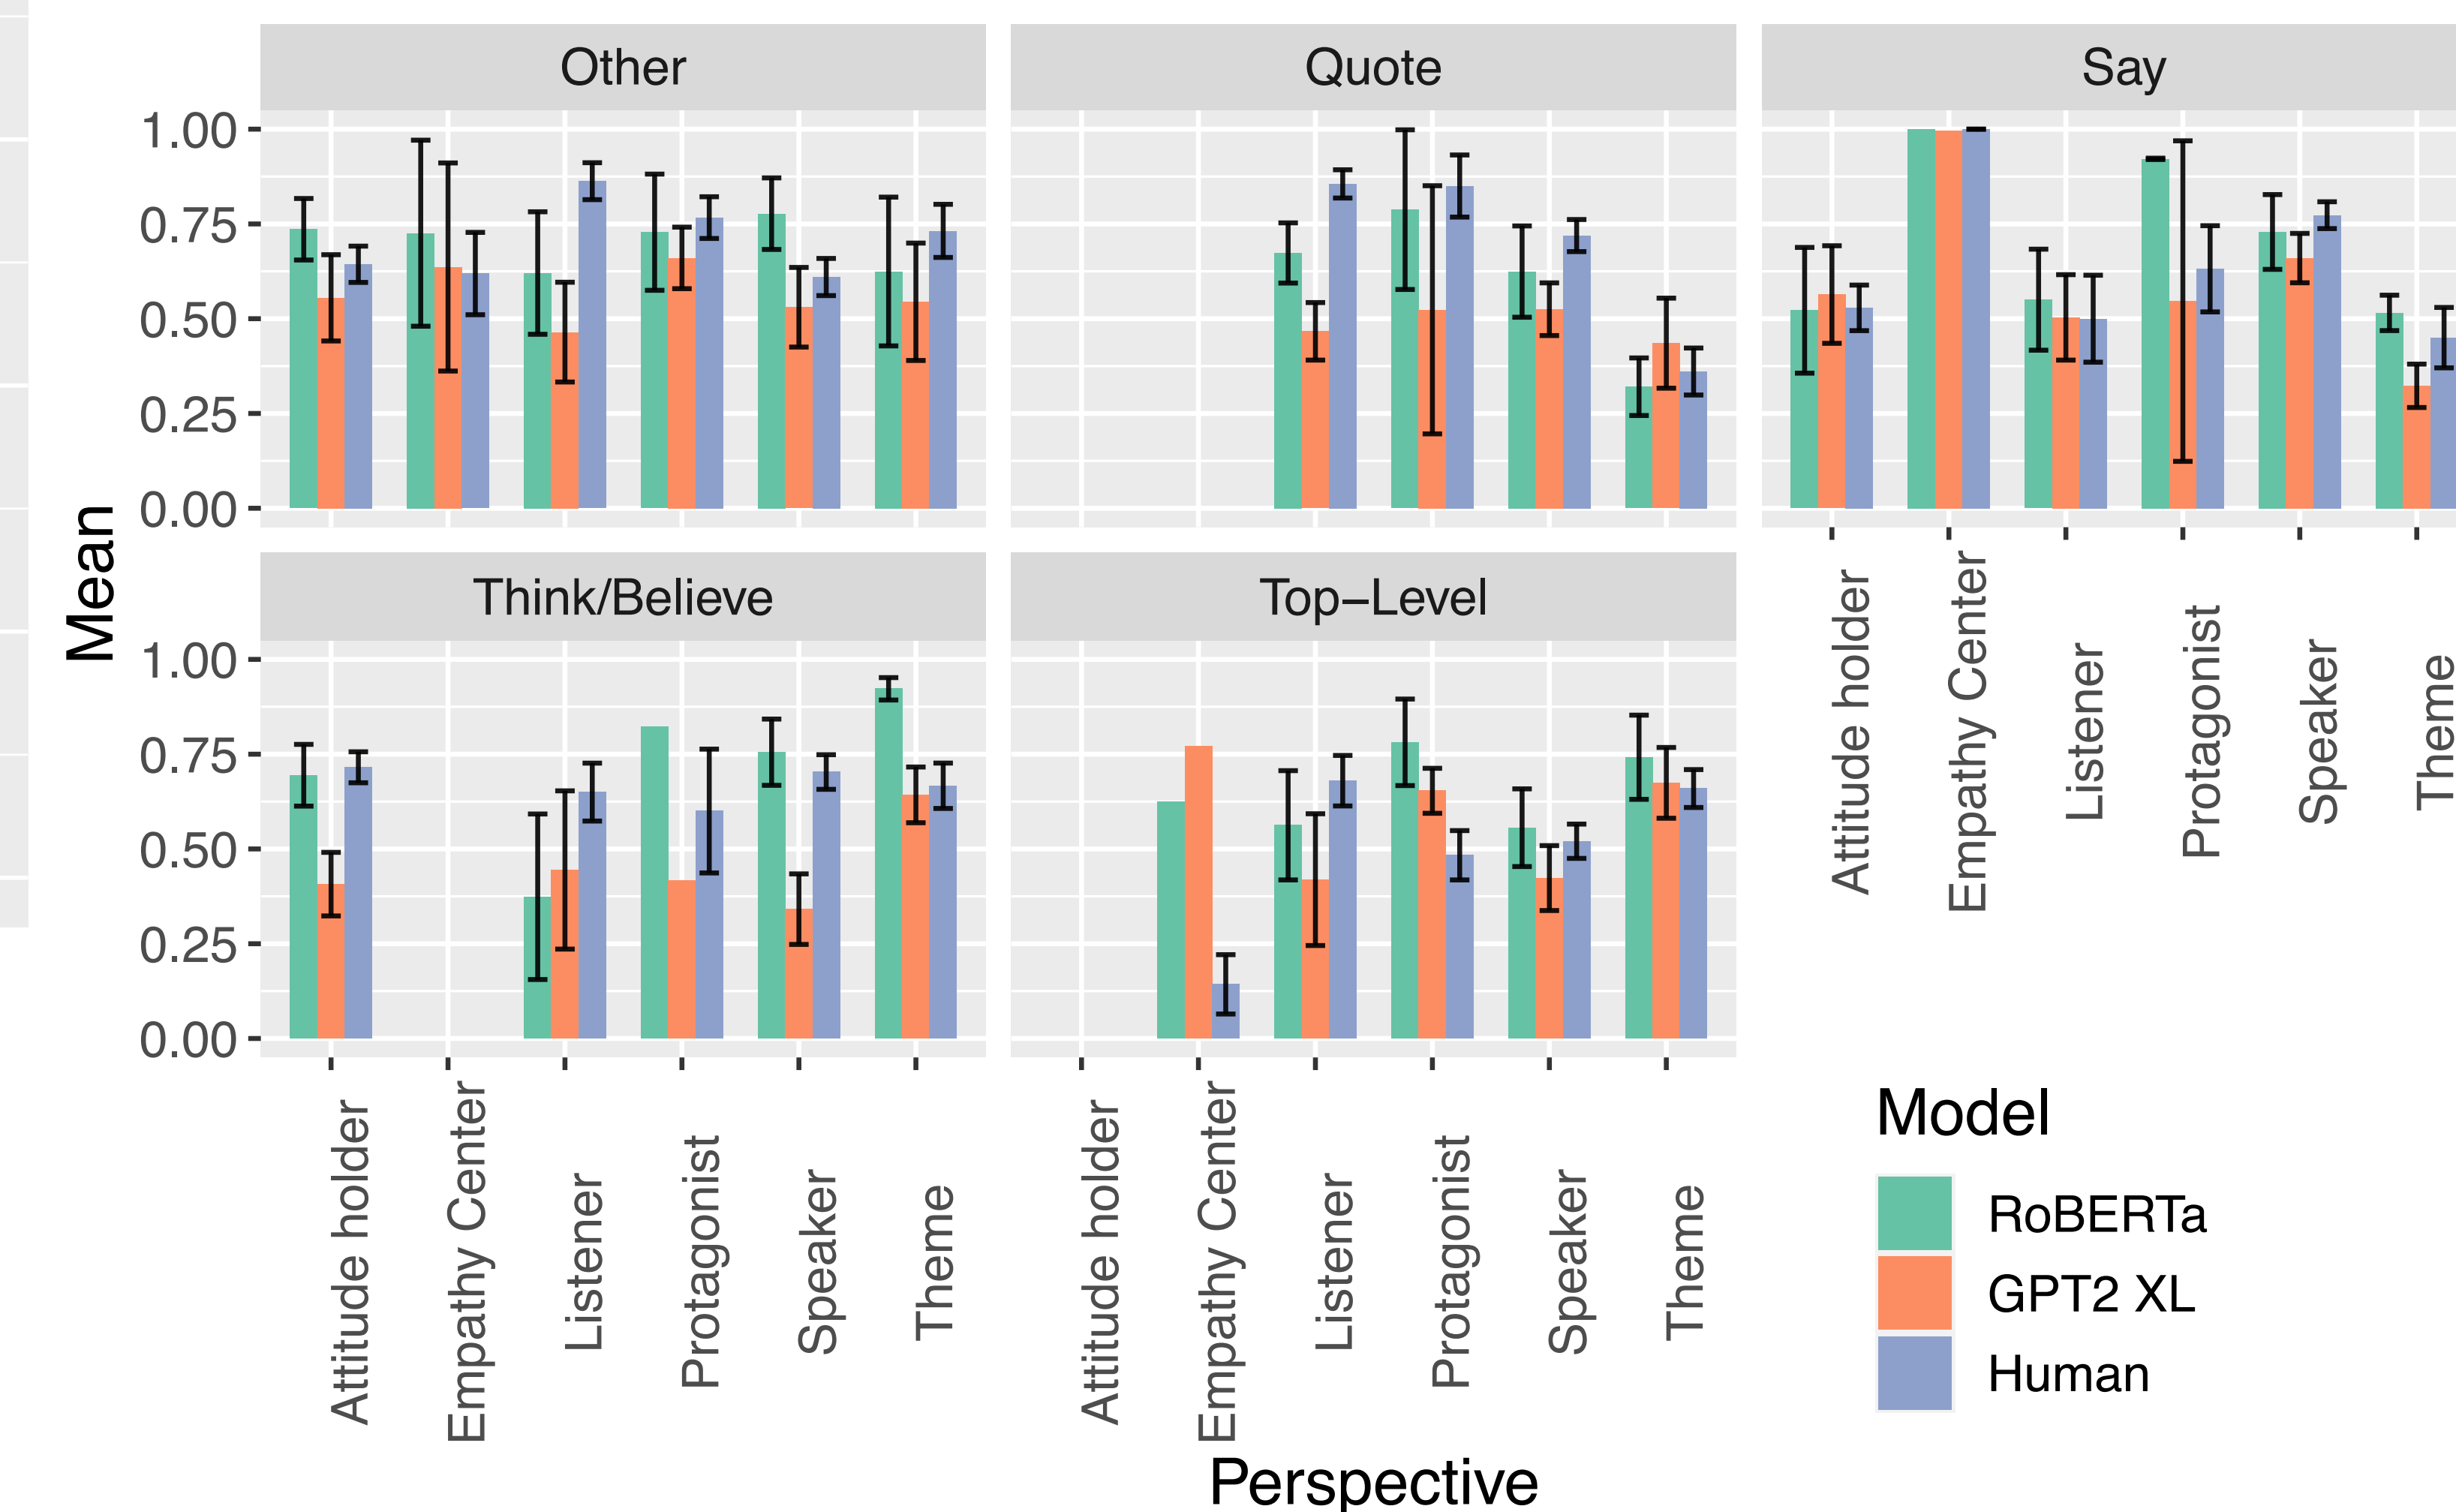 Other
Quote
Say
1.00
0.75
0.50
0.25
0.00
Mean
Think/Believe
Top-Level
1.00
0.75
0.50
0.25
0.00
Attitude holder
Empathy Center
Listener
Protagonist
Speaker
Theme
Attitude holder
Empathy Center
Listener
Protagonist
Speaker
Theme
Attitude holder
Empathy Center
Listener
Protagonist
Speaker
Theme
Perspective
Model
RoBERTa
GPT2 XL
Human